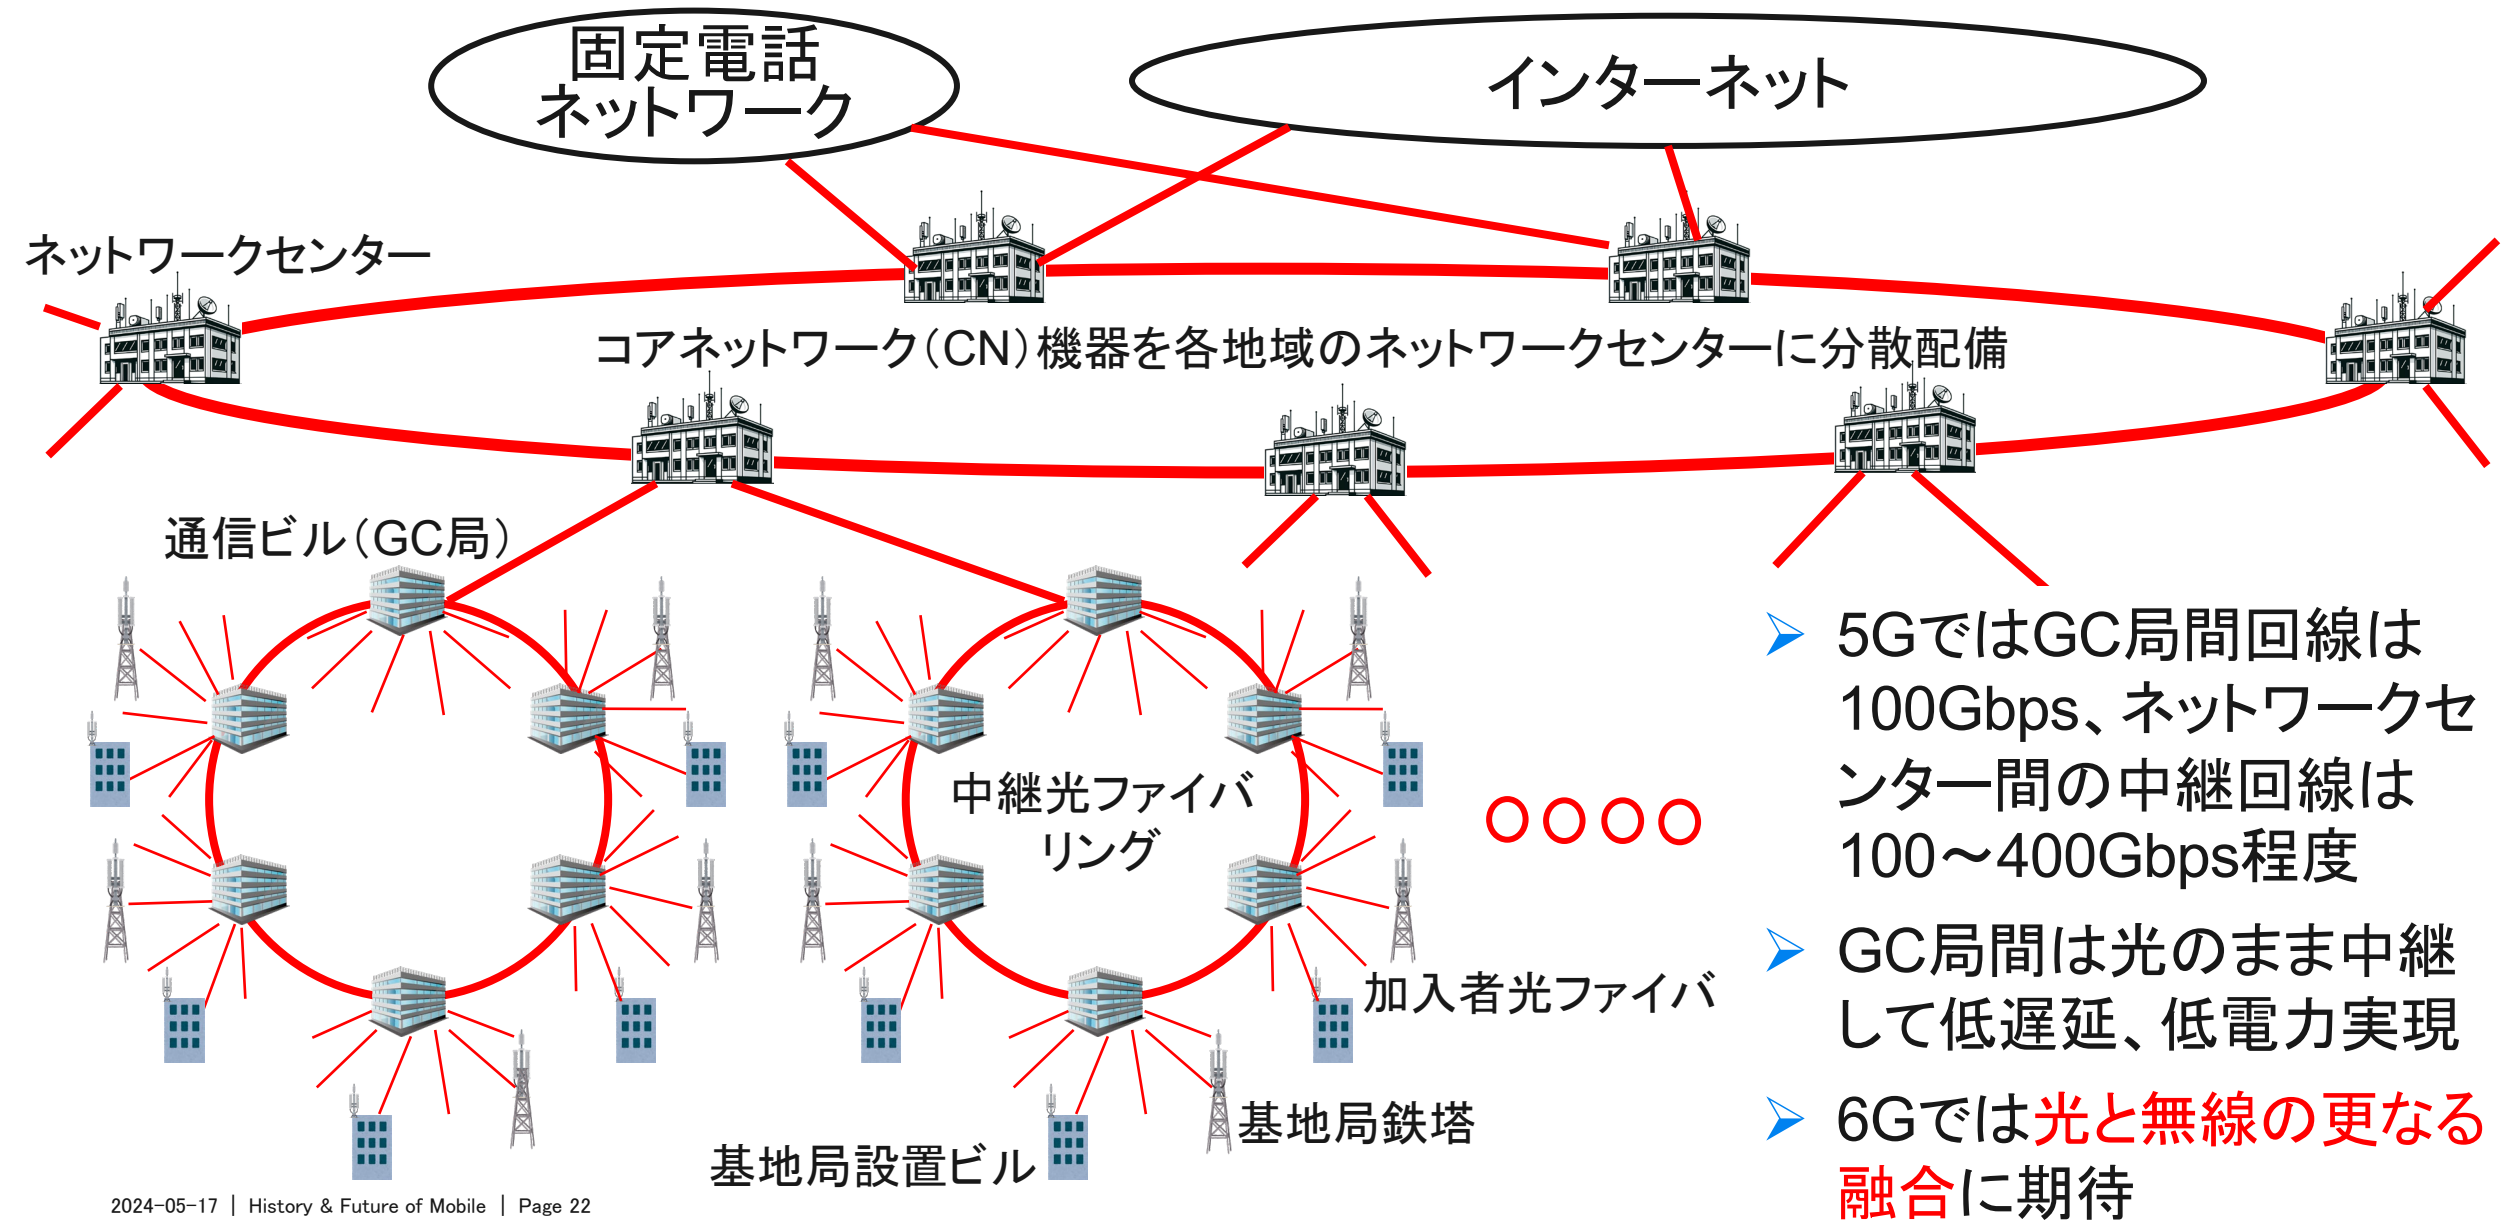 固定電話
ネットワーク
インターネット
ネットワークセンター
コアネットワーク（CN）機器を各地域のネットワークセンターに分散配備
通信ビル（GC局）
中継光ファイバ
リング
加入者光ファイバ
基地局鉄塔
基地局設置ビル
5GではGC局間回線は
100Gbps、ネットワークセ
ンター間の中継回線は
100～400Gbps程度
GC局間は光のまま中継
して低遅延、低電力実現
6Gでは光と無線の更なる
融合に期待
2024-05-17 | History & Future of Mobile | Page 22